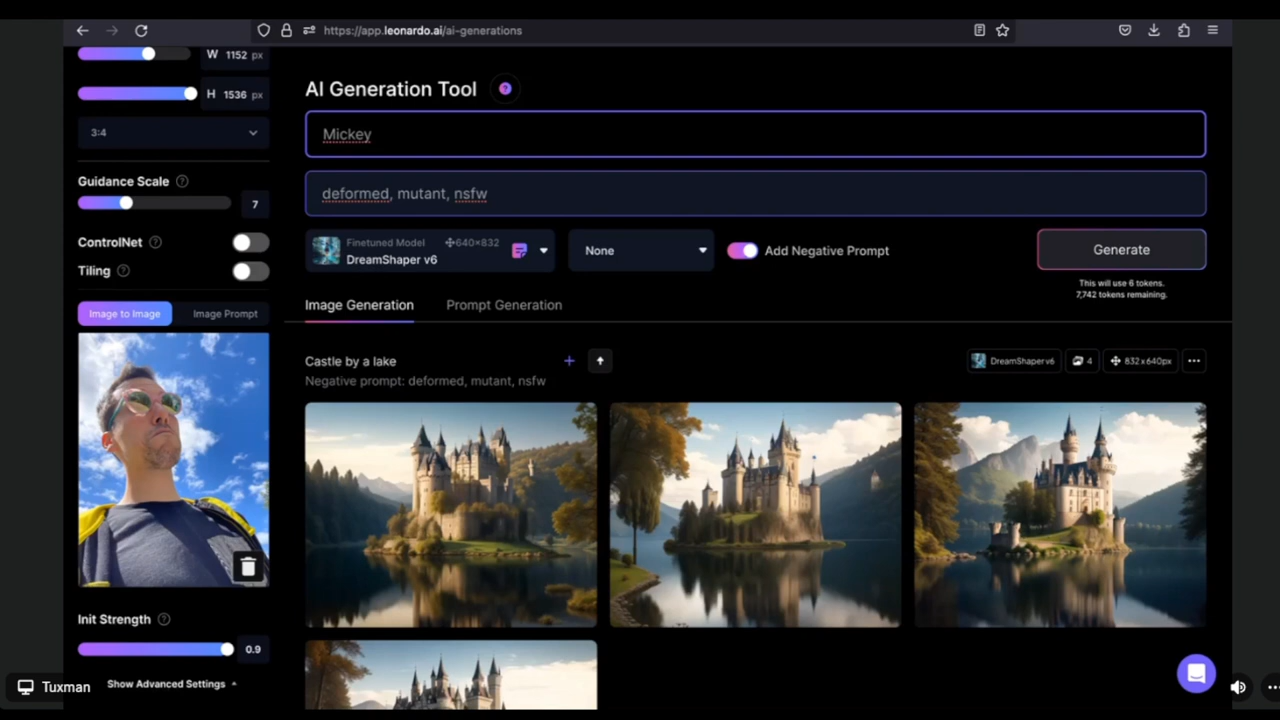 https://app.leonardo.ai/ai-generations
W 1152 px
H 1536 px
3:4
Guidance Scale ?
7
ControlNet ?
Tiling ?
Image to Image Image Prompt
Init Strength ?
0.9
Show Advanced Settings
AI Generation Tool ?
Mickey
deformed, mutant, nsfw
Finetuned Model 640×832
DreamShaper v6
None
Add Negative Prompt
Generate
This will use 6 tokens.
7,742 tokens remaining.
Image Generation Prompt Generation
Castle by a lake
Negative prompt: deformed, mutant, nsfw
DreamShaper v6 4 832x640px
Tuxman